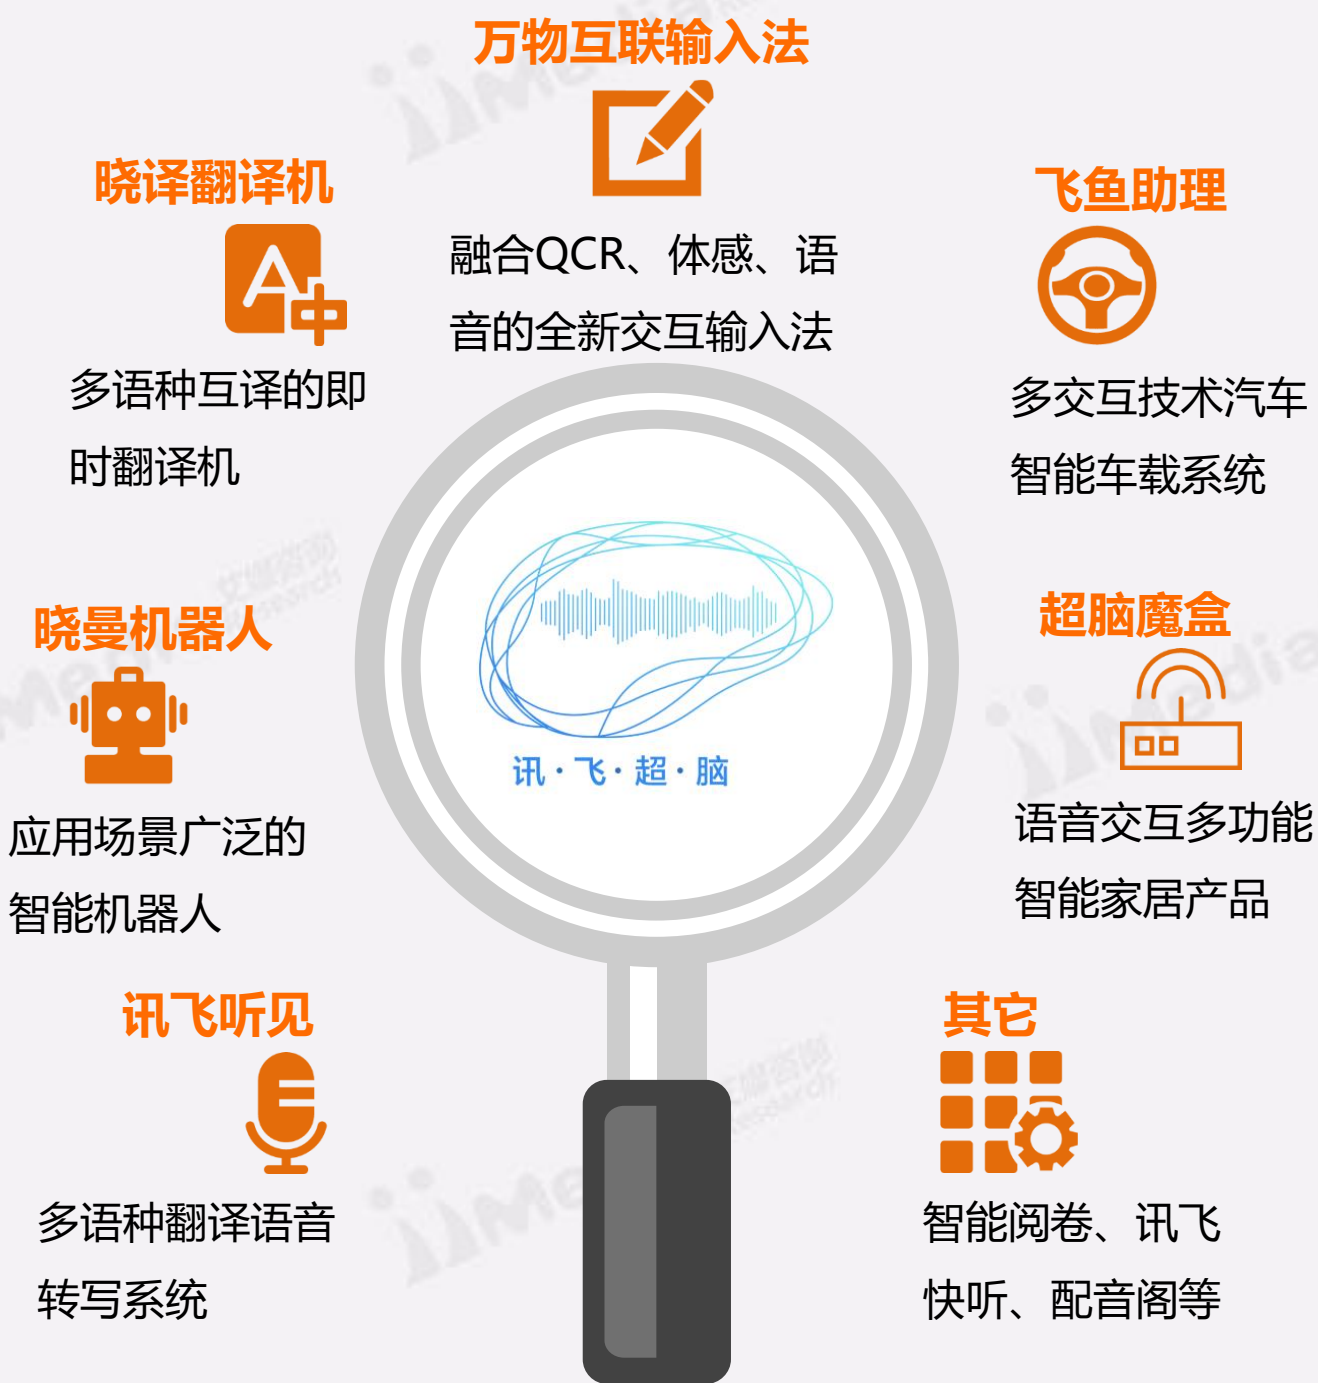 万物互联输入法
融合QCR、体感、语
音的全新交互输入法
晓译翻译机
多语种互译的即
时翻译机
飞鱼助理
多交互技术汽车
智能车载系统
晓曼机器人
应用场景广泛的
智能机器人
讯·飞·超·脑
超脑魔盒
语音交互多功能
智能家居产品
讯飞听见
多语种翻译语音
转写系统
其它
智能阅卷、讯飞
快听、配音阁等